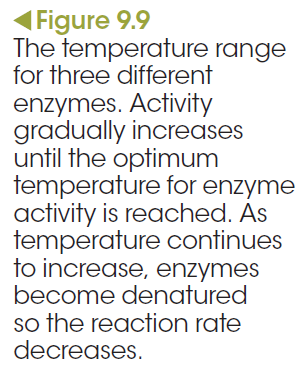 ◀ Figure 9.9
The temperature range
for three different
enzymes. Activity
gradually increases
until the optimum
temperature for enzyme
activity is reached. As
temperature continues
to increase, enzymes
become denatured
so the reaction rate
decreases.